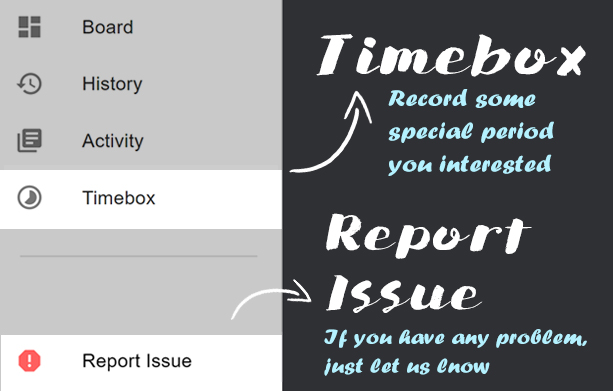 Board
History
Activity
Timebox
Report Issue
Timebox
Record some
special period
you interested
Report
Issue
If you have any problem,
just let us lnow